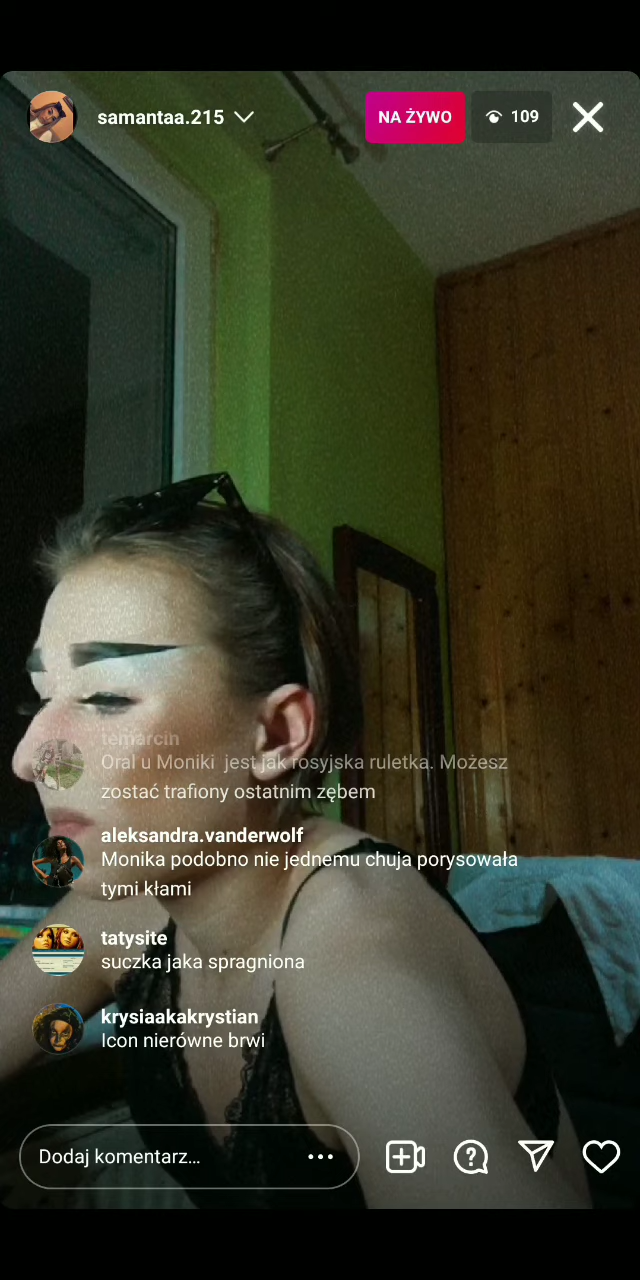 samantaa.215
NA ŻYWO
109
temarcin
Oral u Moniki jest jak rosyjska ruletka. Możesz
zostać trafiony ostatnim zębem
aleksandra.vanderwolf
Monika podobno nie jednemu chuja porysowała
tymi kłami
tatysite
suczka jaka spragniona
krysiaakakrystian
Icon nierówne brwi
Dodaj komentarz...